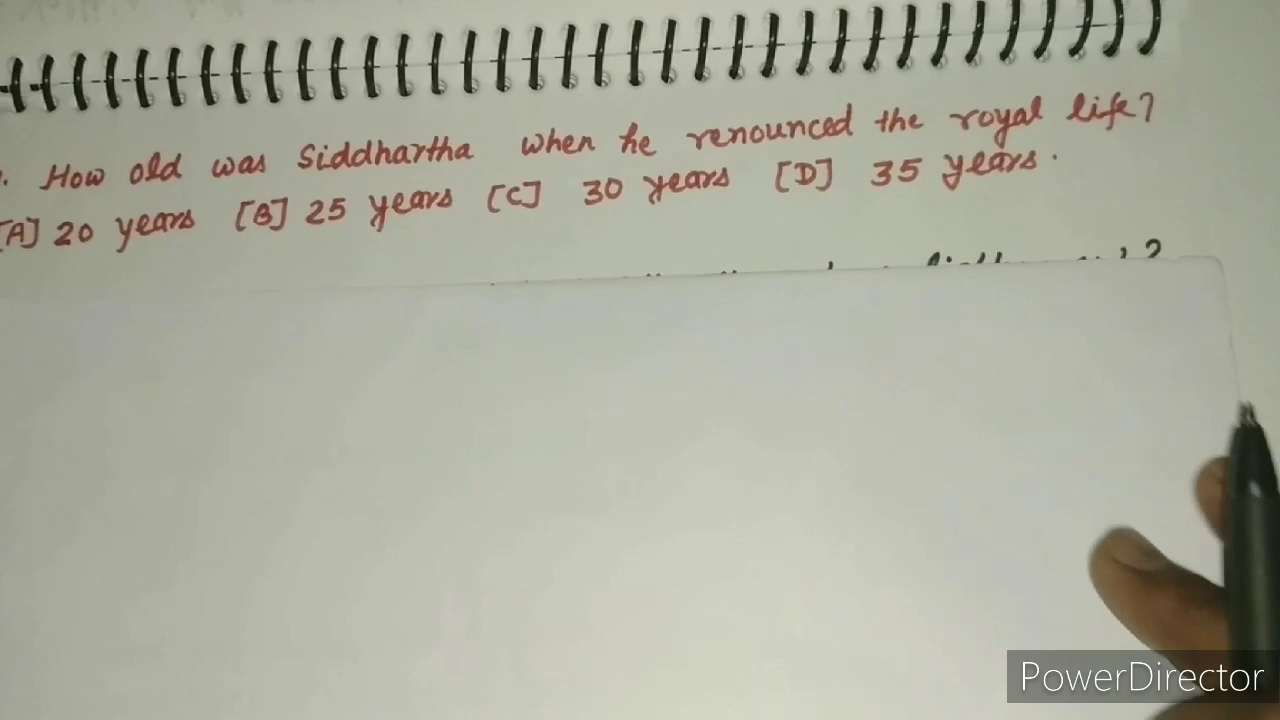 . How old was Siddhartha when he renounced the royal life?
[A] 20 years [B] 25 years [C] 30 years [D] 35 years.
PowerDirector